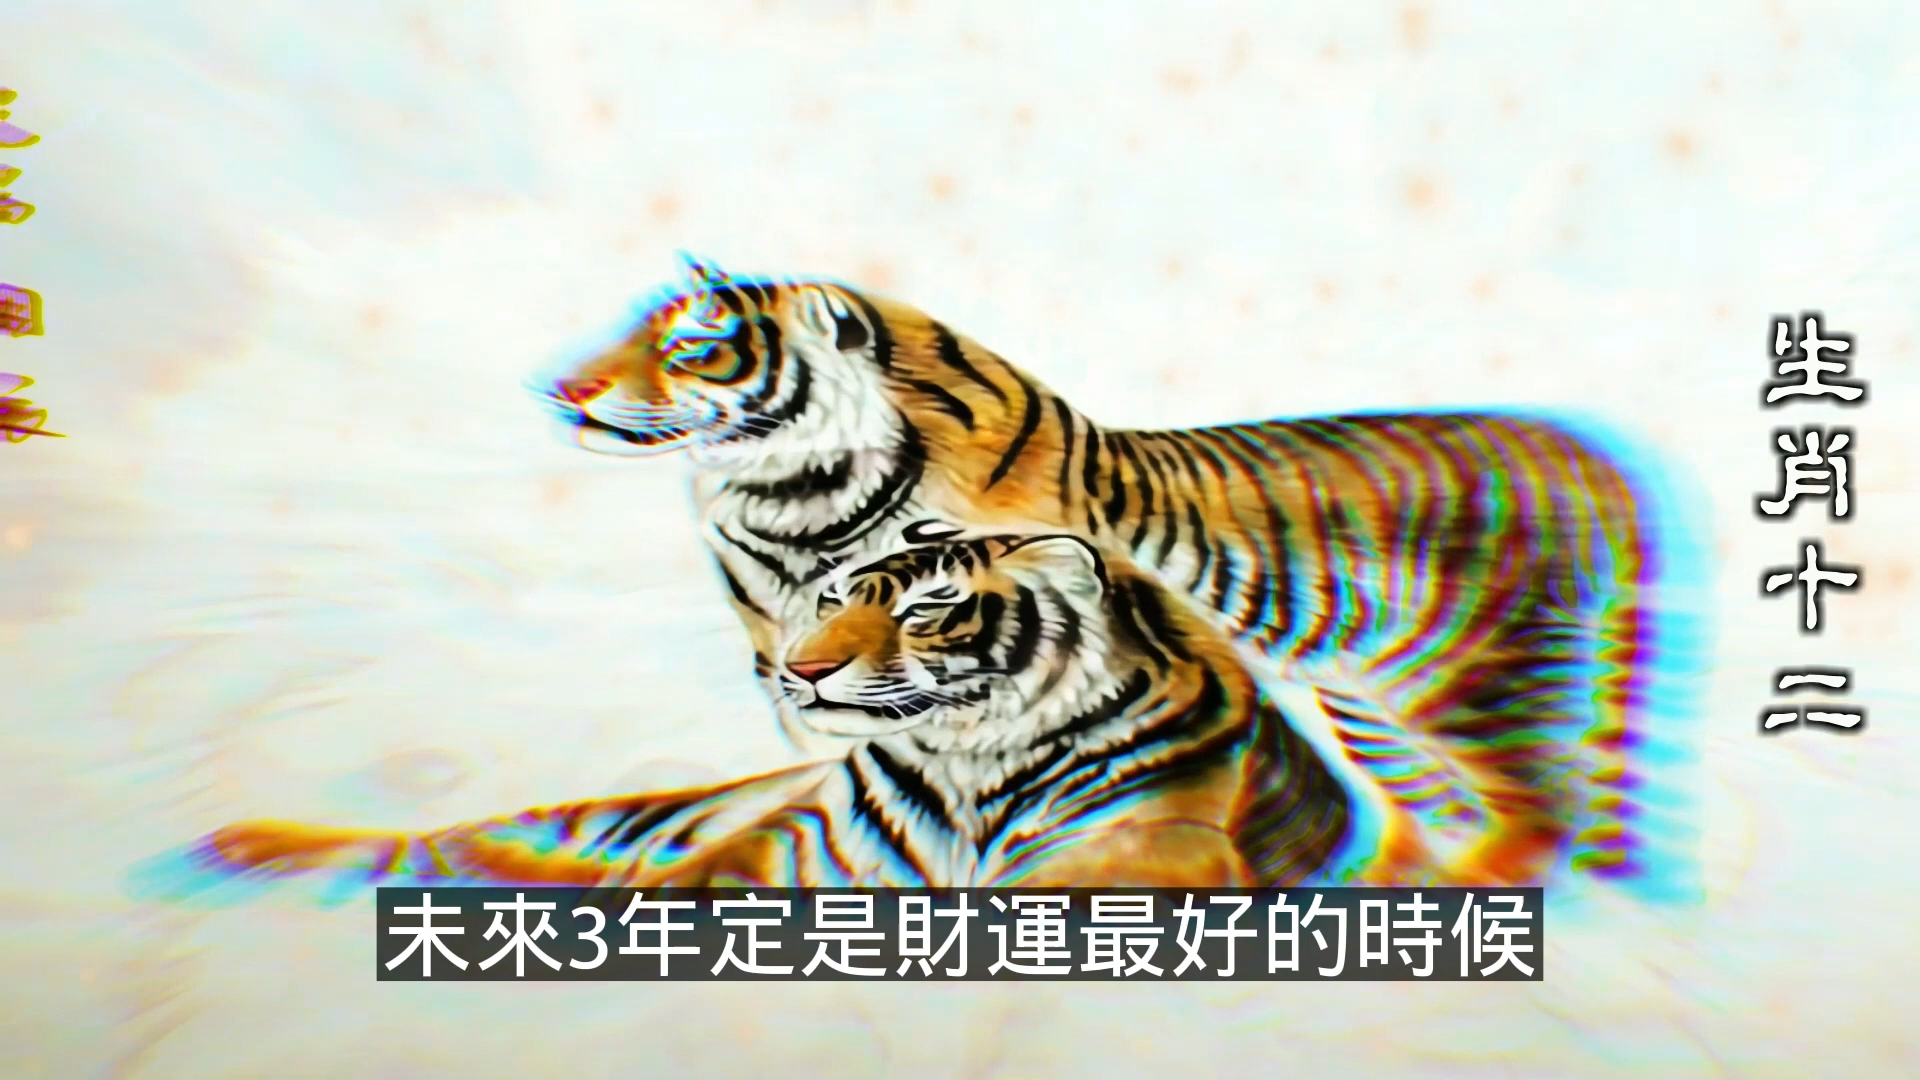 生肖十二
未來3年定是財運最好的時候